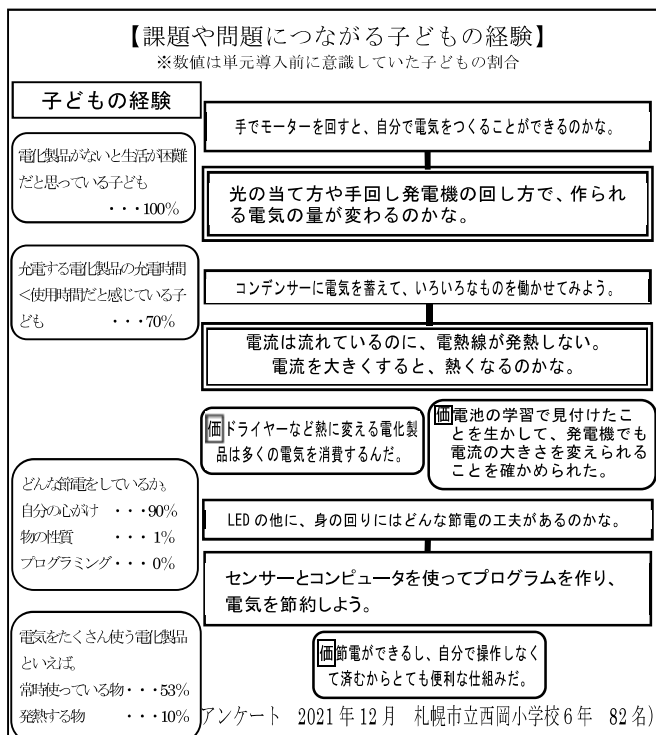 【課題や問題につながる子どもの経験】
※数値は単元導入前に意識していた子どもの割合
子どもの経験
電化製品がないと生活が困難
だと思っている子ども
・・・100%
充電する電化製品の充電時間
<使用時間だと感じている子
ども ・・・70%
どんな節電をしているか。
自分の心がけ ・・・90%
物の性質 ・・・ 1%
プログラミング・・・ 0%
電気をたくさん使う電化製品
といえば。
常時使っている物・・・53%
発熱する物 ・・・10%
手でモーターを回すと、自分で電気をつくることができるのかな。
光の当て方や手回し発電機の回し方で、作られ
る電気の量が変わるのかな。
コンデンサーに電気を蓄えて、いろいろなものを働かせてみよう。
電流は流れているのに、電熱線が発熱しない。
電流を大きくすると、熱くなるのかな。
価ドライヤーなど熱に変える電化製
品は多くの電気を消費するんだ。
価電池の学習で見付けたこ
とを生かして、発電機でも
電流の大きさを変えられる
ことを確かめられた。
LEDの他に、身の回りにはどんな節電の工夫があるのかな。
センサーとコンピュータを使ってプログラムを作り、
電気を節約しよう。
価節電ができるし、自分で操作しなく
て済むからとても便利な仕組みだ。
アンケート 2021年12月 札幌市立西岡小学校6年 82名)